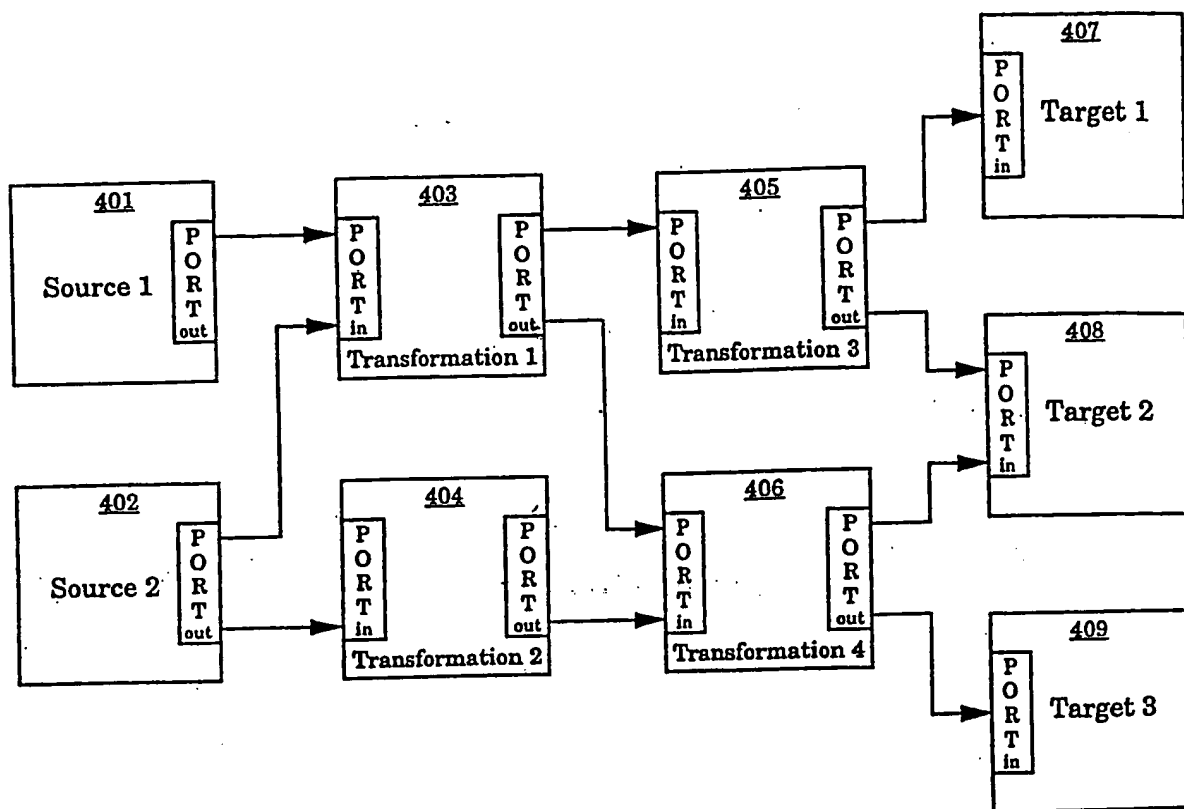 407
PORT
in
Target 1
401
PORT
out
Source 1
403
PORT
in
PORT
out
Transformation 1
405
PORT
in
PORT
out
Transformation 3
408
PORT
in
Target 2
402
PORT
out
Source 2
404
PORT
in
PORT
out
Transformation 2
406
PORT
in
PORT
out
Transformation 4
409
PORT
in
Target 3